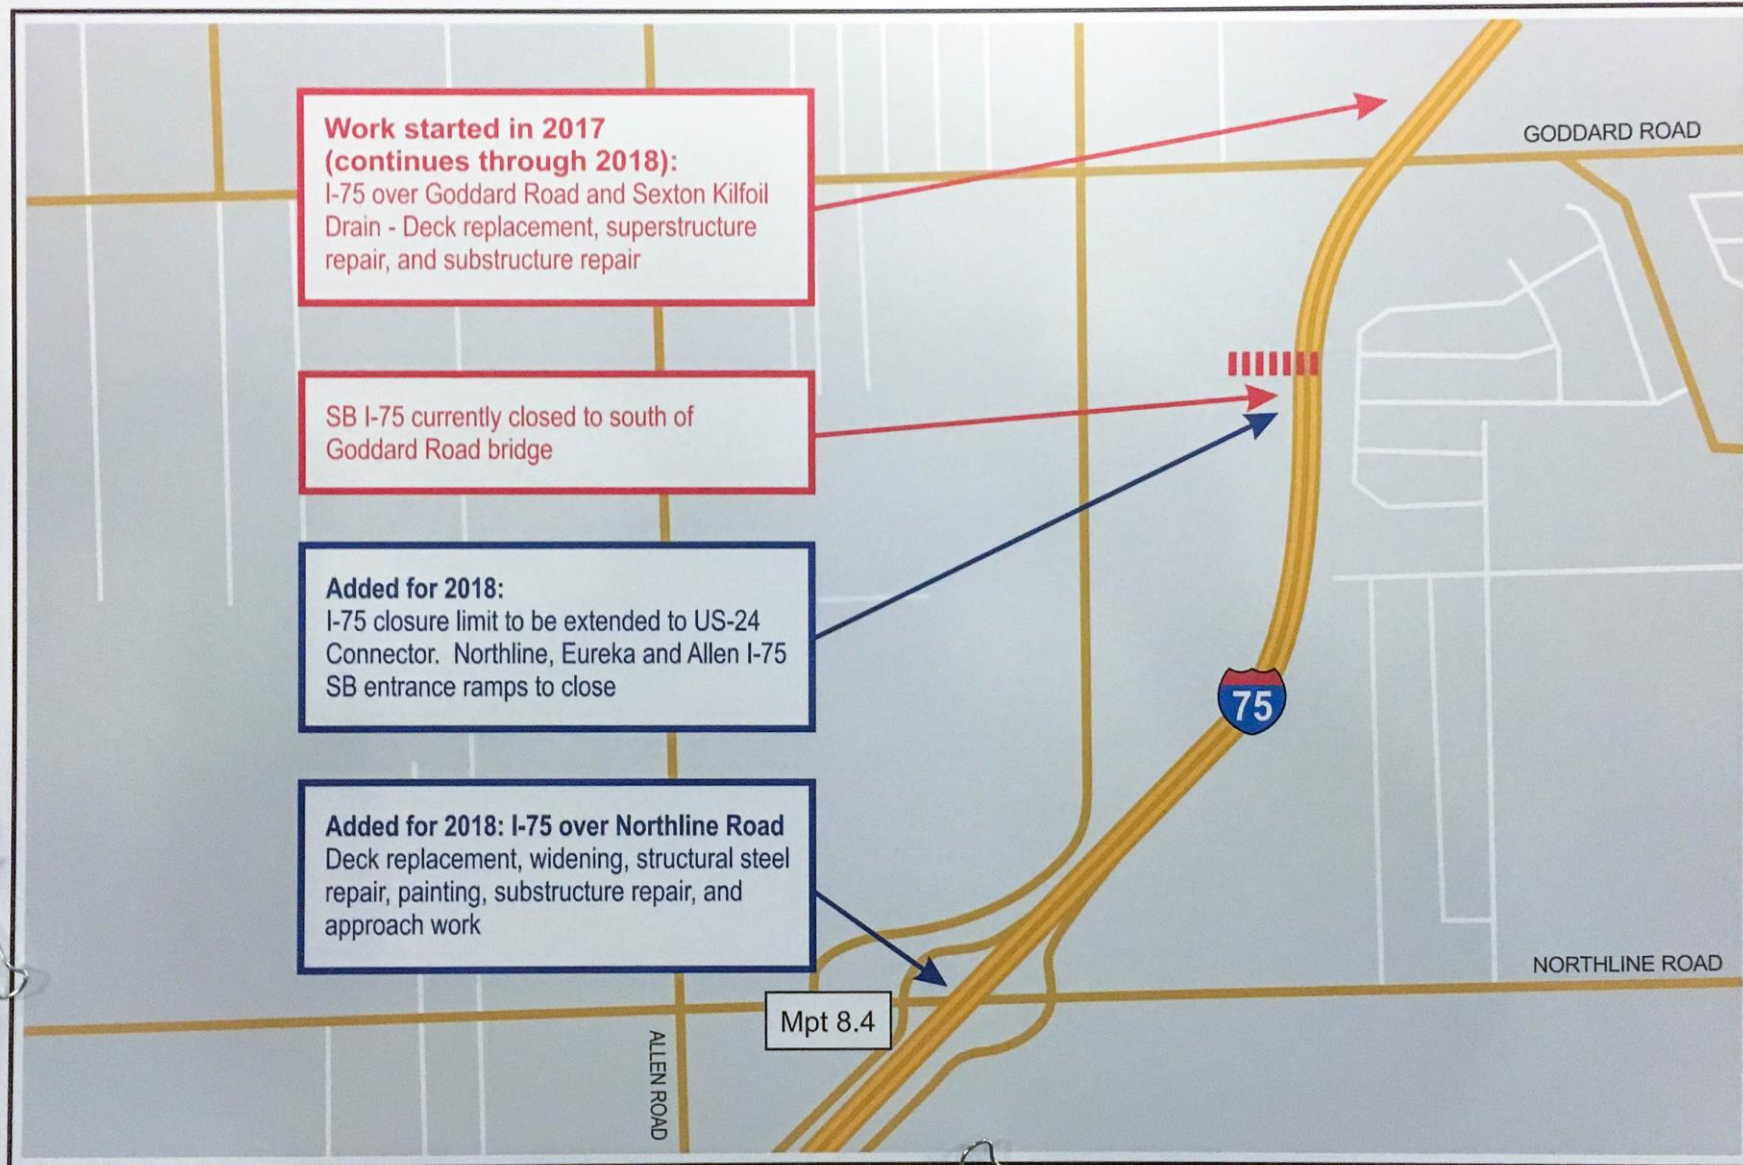 Work started in 2017
(continues through 2018):
I-75 over Goddard Road and Sexton Kilfoil
Drain - Deck replacement, superstructure
repair, and substructure repair
GODDARD ROAD
SB I-75 currently closed to south of
Goddard Road bridge
Added for 2018:
I-75 closure limit to be extended to US-24
Connector.  Northline, Eureka and Allen I-75
SB entrance ramps to close
75
Added for 2018: I-75 over Northline Road
Deck replacement, widening, structural steel
repair, painting, substructure repair, and
approach work
NORTHLINE ROAD
Mpt 8.4
ALLEN ROAD